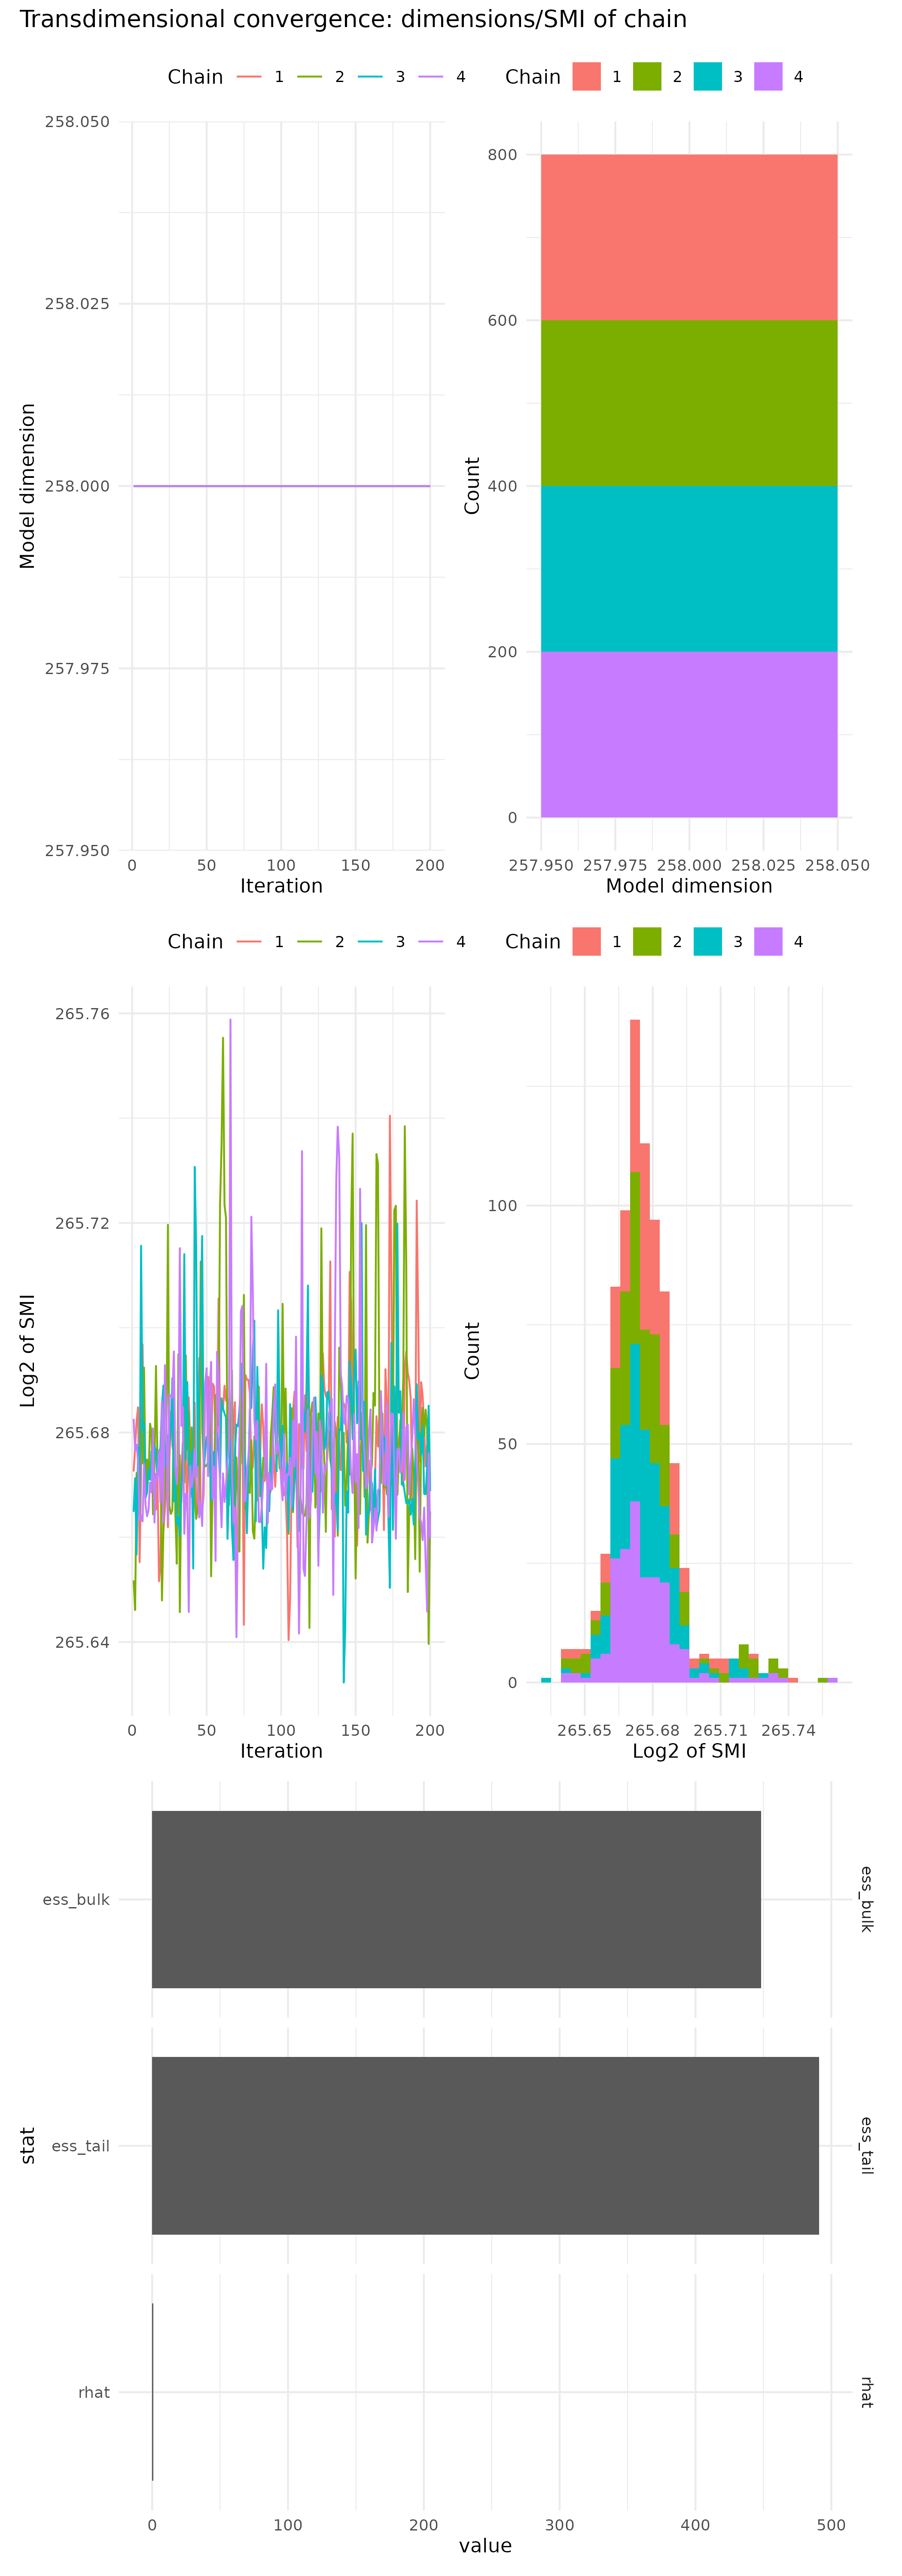 Transdimensional convergence: dimensions/SMI of chain
Chain 1 2 3 4
Chain 1 2 3 4
258.050
258.025
258.000
257.975
257.950
Model dimension
0 50 100 150 200
Iteration
800
600
400
200
0
Count
257.950 257.975 258.000 258.025 258.050
Model dimension
Chain 1 2 3 4
Chain 1 2 3 4
265.76
265.72
265.68
265.64
Log2 of SMI
0 50 100 150 200
Iteration
100
50
0
Count
265.65 265.68 265.71 265.74
Log2 of SMI
ess_bulk
ess_bulk
stat
ess_tail
ess_tail
rhat
rhat
0 100 200 300 400 500
value